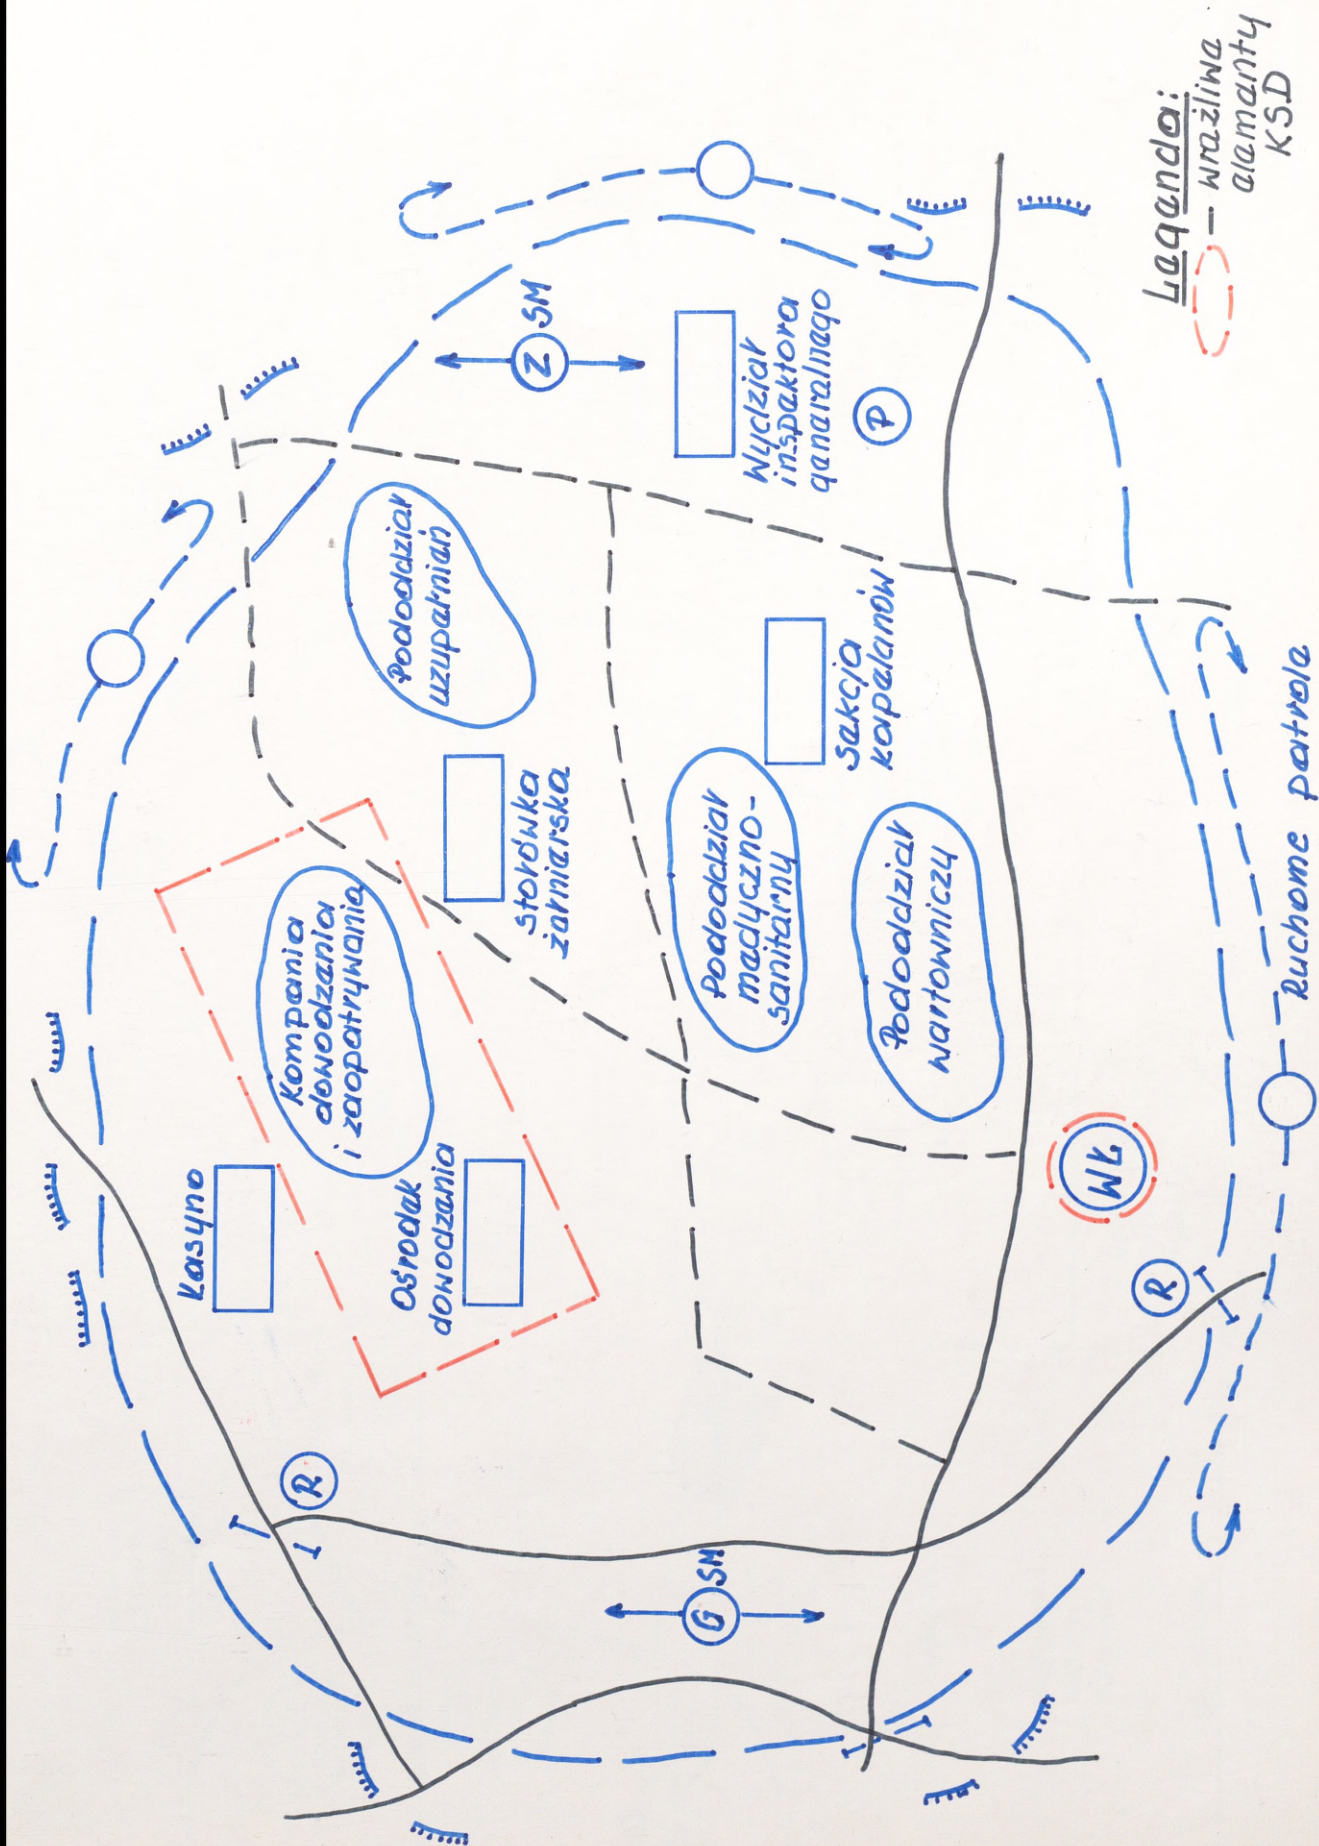 Kasyno
Kompania
dowodzenia
i zaopatrywania
R
Ośrodek
dowodzenia
Pododdział
uzupełnień
stołówka
żołnierska
Z SM
G SM
Pododdział
medyczno-
sanitarny
Wydział
inspektora
generalnego
sekcja
kapelanów
P
Pododdział
wartowniczy
WŁ
R
Ruchome patrole
Legenda:
– wrażliwe
elementy
KSD